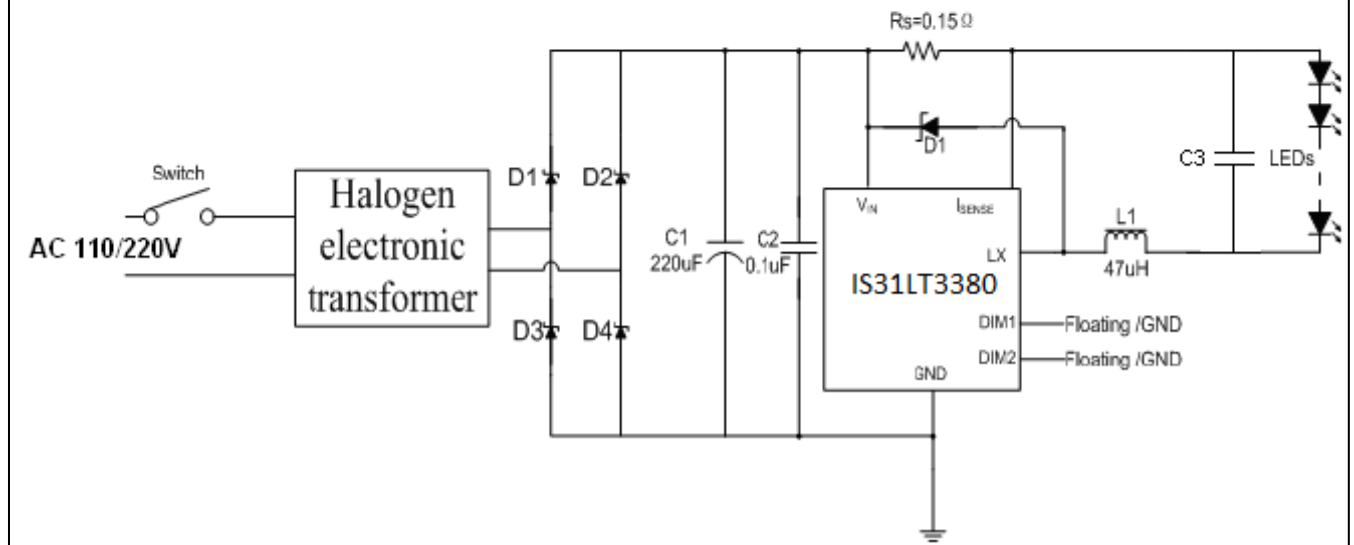 Rs=0.15Ω
D1
C3
LEDs
Switch
AC 110/220V
Halogen
electronic
transformer
D1
D2
D3
D4
C1
220uF
C2
0.1uF
VIN
ISENSE
LX
IS31LT3380
DIM1
DIM2
GND
L1
47uH
Floating /GND
Floating /GND